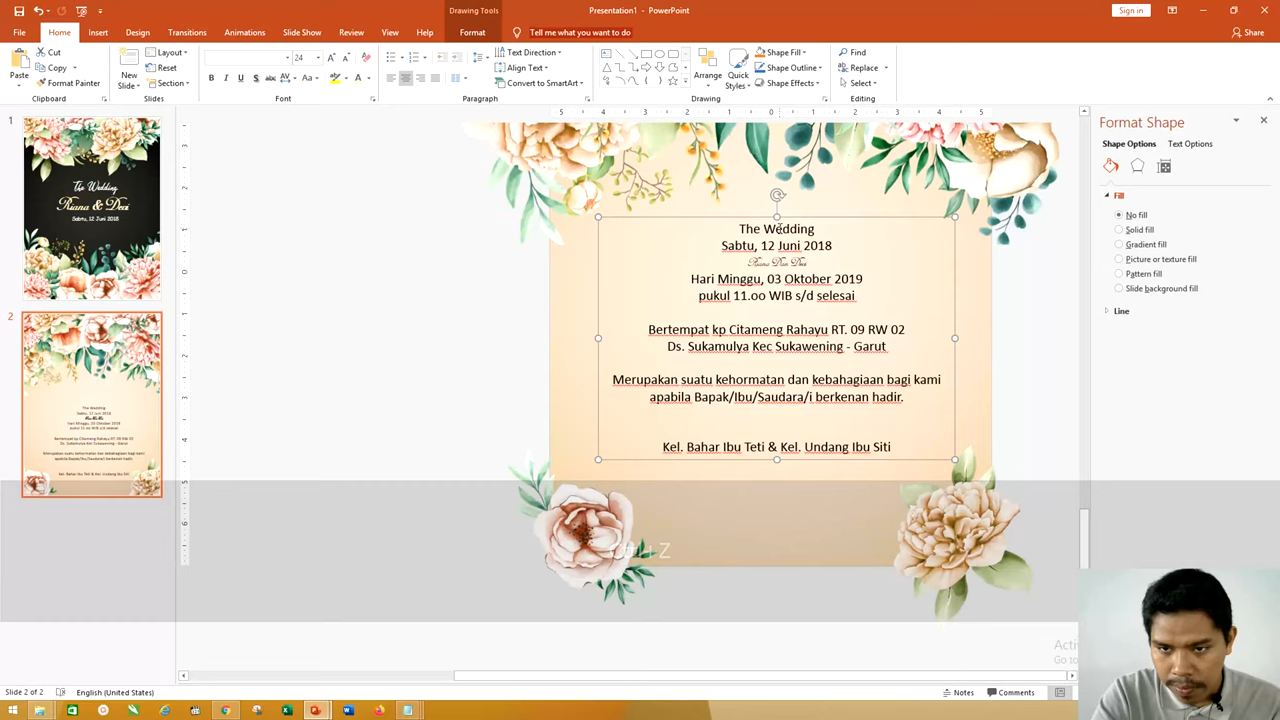 Drawing Tools
Presentation1 - PowerPoint
Sign in
File
Home
Insert
Design
Transitions
Animations
Slide Show
Review
View
Help
Format
Tell me what you want to do
Share
Paste
Cut
Copy
Format Painter
Clipboard
New
Slide
Layout
Reset
Section
Slides
24
Font
Text Direction
Align Text
Convert to SmartArt
Paragraph
Arrange
Quick
Styles
Shape Fill
Shape Outline
Shape Effects
Drawing
Find
Replace
Select
Editing
1
The Wedding
Riana & Deci
Sabtu, 12 Juni 2018
2
The Wedding
Sabtu, 12 Juni 2018
Riana Dan Deci
Hari Minggu, 03 Oktober 2019
pukul 11.oo WIB s/d selesai
Bertempat kp Citameng Rahayu RT. 09 RW 02
Ds. Sukamulya Kec Sukawening - Garut
Merupakan suatu kehormatan dan kebahagiaan bagi kami
apabila Bapak/Ibu/Saudara/i berkenan hadir.
Kel. Bahar Ibu Teti & Kel. Undang Ibu Siti
Format Shape
Shape Options
Text Options
Fill
No fill
Solid fill
Gradient fill
Picture or texture fill
Pattern fill
Slide background fill
Line
Slide 2 of 2
English (United States)
Notes
Comments